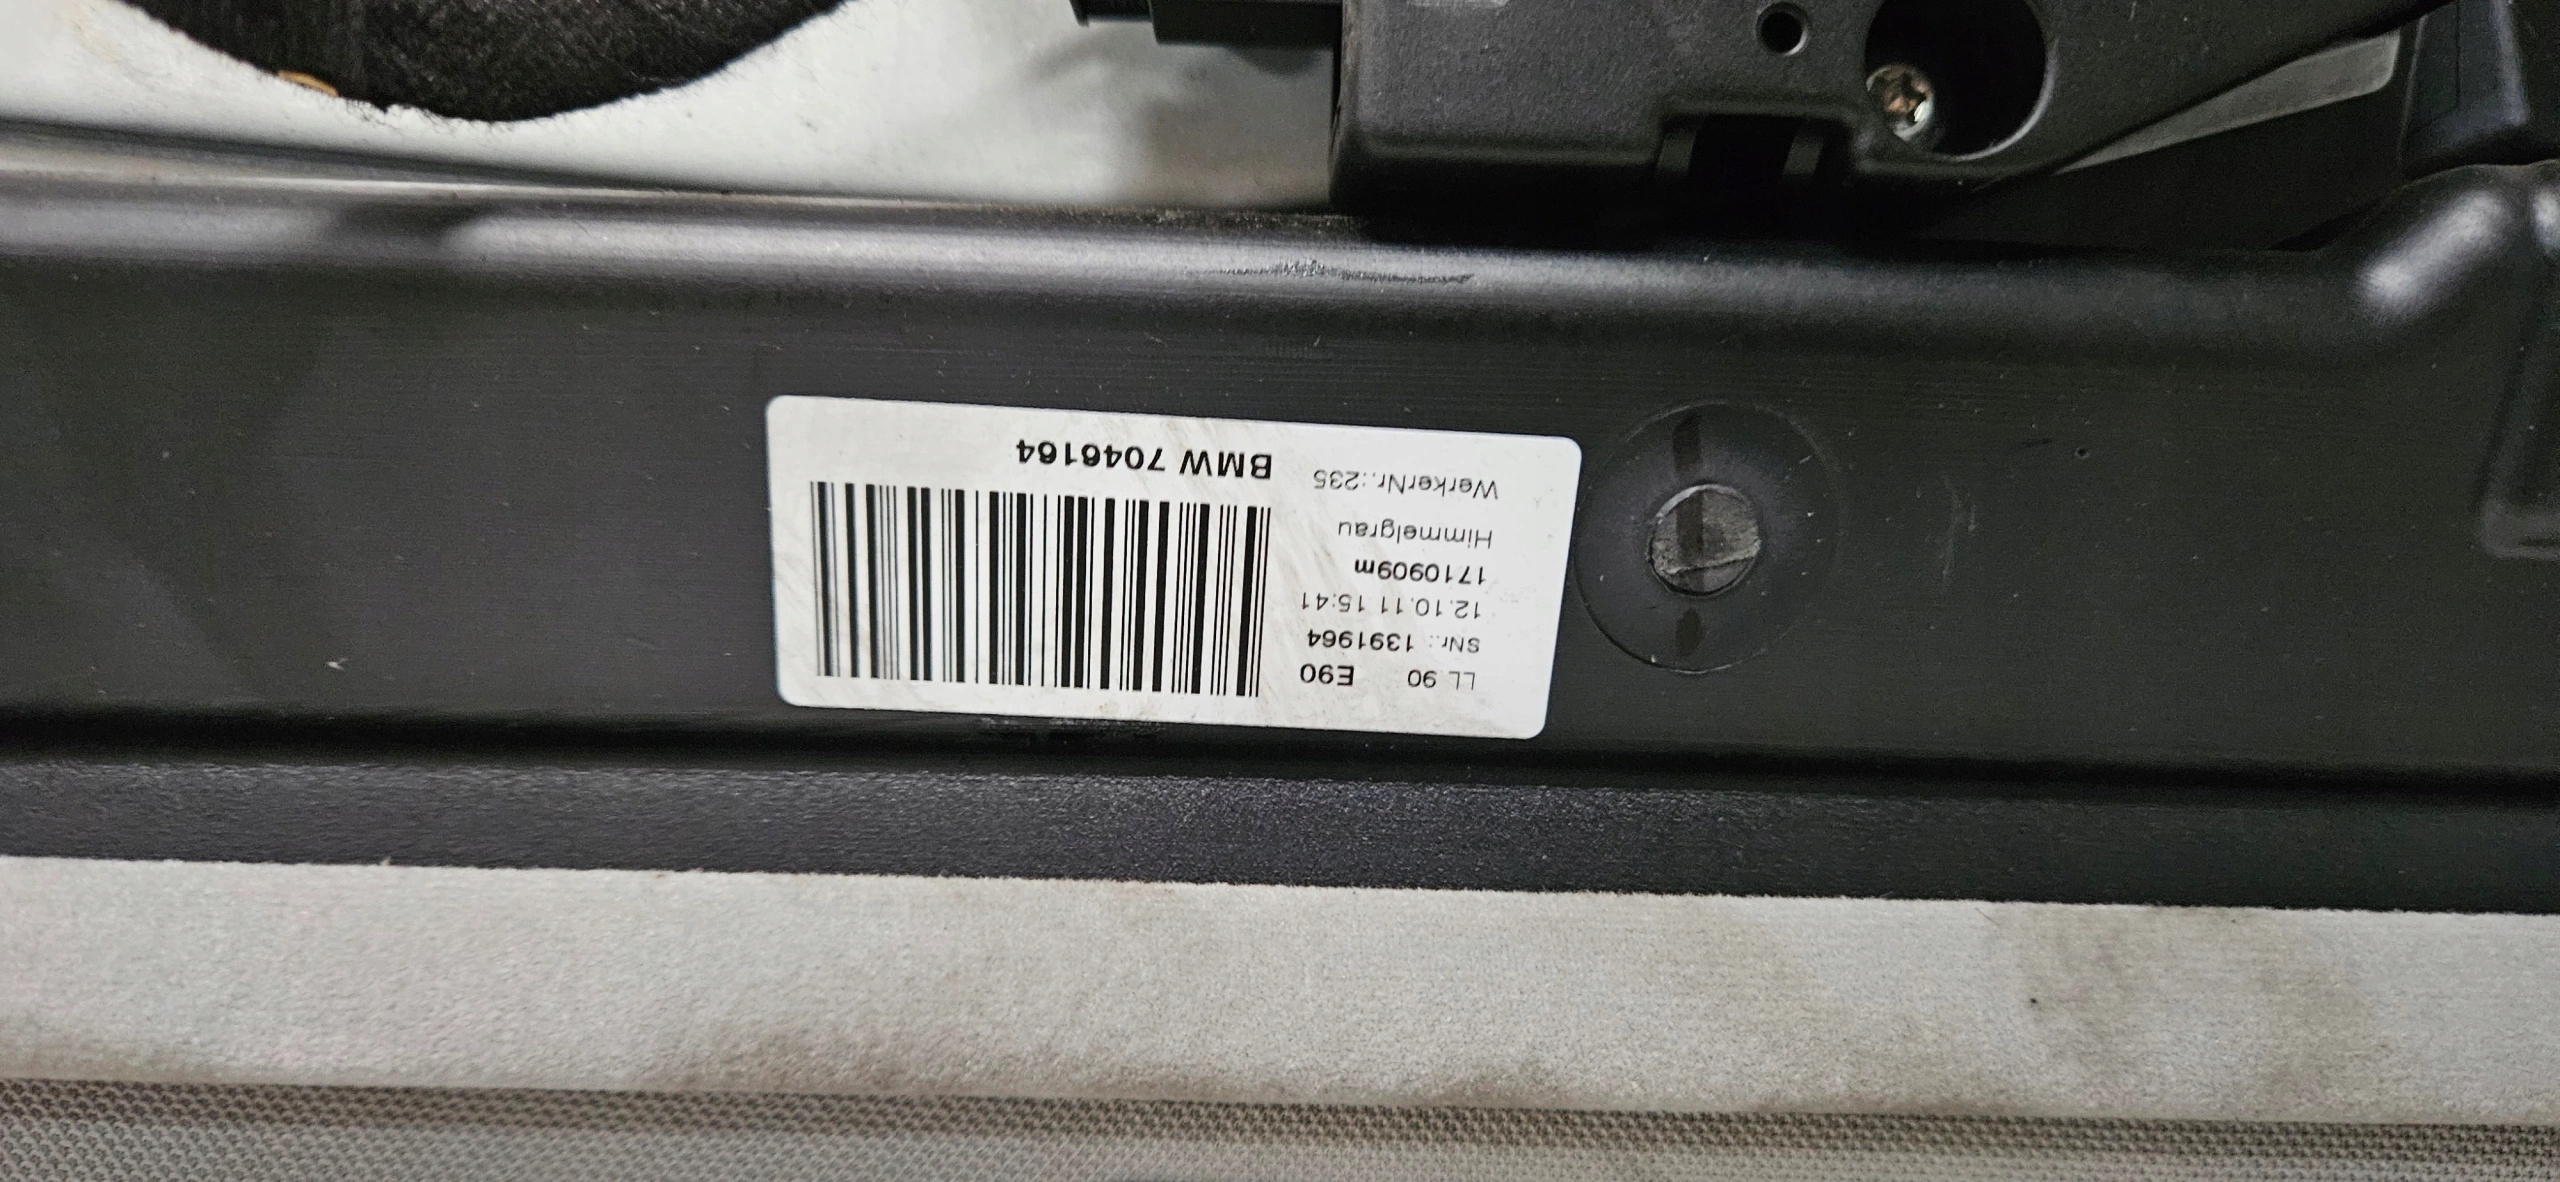 LL 90 E90
SNr.: 1391964
12.10.11 15:41
1710909m
Himmelgrau
WerkerNr.:235
BMW 7046164